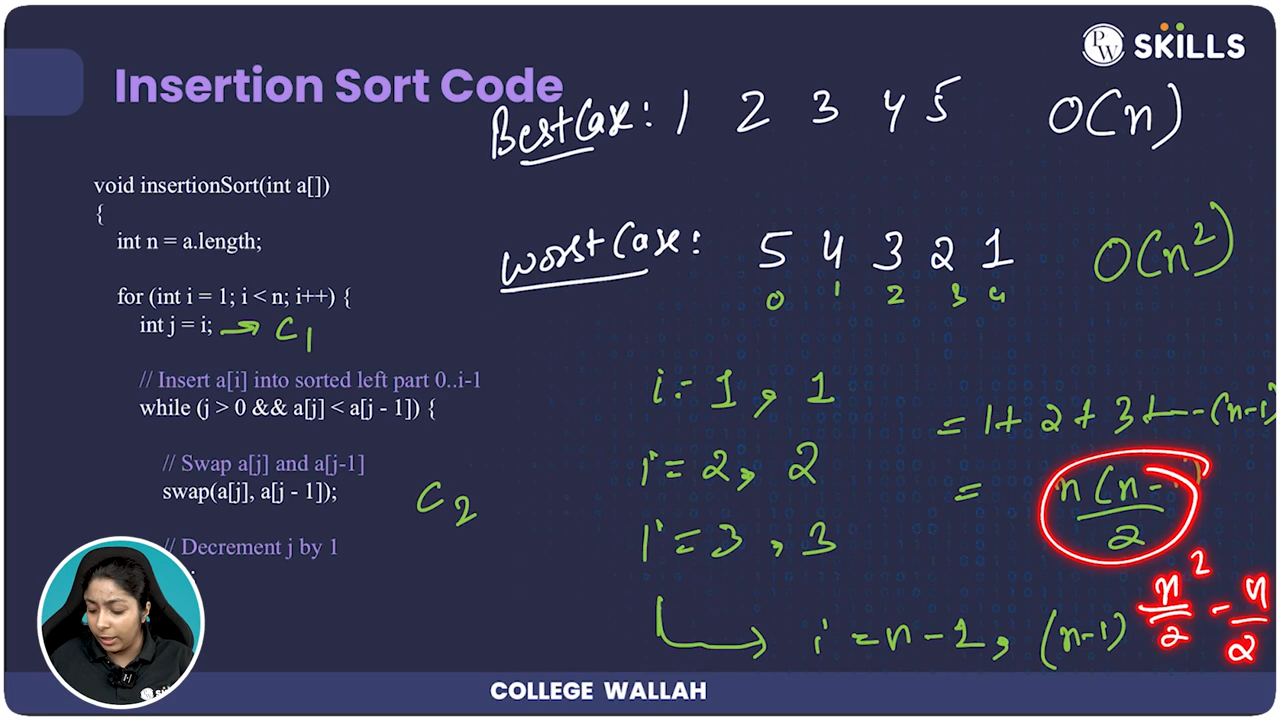 PW SKILLS
Insertion Sort Code
Best Case: 1 2 3 4 5 O(n)
void insertionSort(int a[])
{
int n = a.length;
Worst Case: 5 4 3 2 1 O(n²)
0 1 2 3 4
for (int i = 1; i < n; i++) {
int j = i; → C1
// Insert a[i] into sorted left part 0..i-1
while (j > 0 && a[j] < a[j - 1]) {
// Swap a[j] and a[j-1]
swap(a[j], a[j - 1]);
C2
// Decrement j by 1
i = 1, 1
i = 2, 2
i = 3, 3
i = n - 1, (n-1)
= 1 + 2 + 3 + --- (n-1)
= n(n-1)/2
n²/2 - n/2
COLLEGE WALLAH